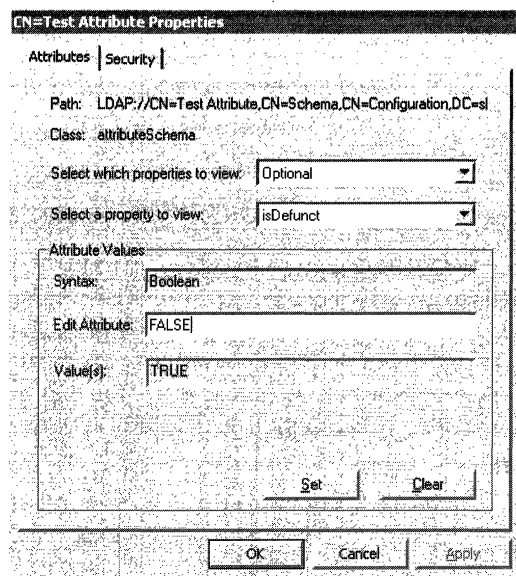 CN=Test Attribute Properties
Attributes Security
Path: LDAP://CN=Test Attribute,CN=Schema,CN=Configuration,DC=sl
Class: attributeSchema
Select which properties to view: Optional
Select a property to view: isDefunct
Attribute Values
Syntax: Boolean
Edit Attribute: FALSE
Value(s): TRUE
Set Clear
OK Cancel Apply